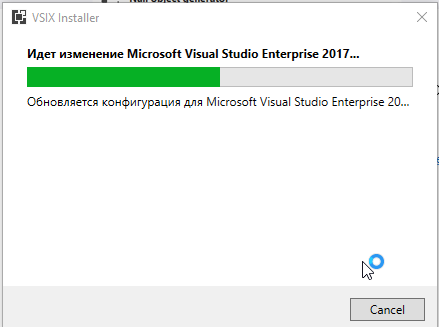 VSIX Installer
Идет изменение Microsoft Visual Studio Enterprise 2017...
Обновляется конфигурация для Microsoft Visual Studio Enterprise 20...
Cancel